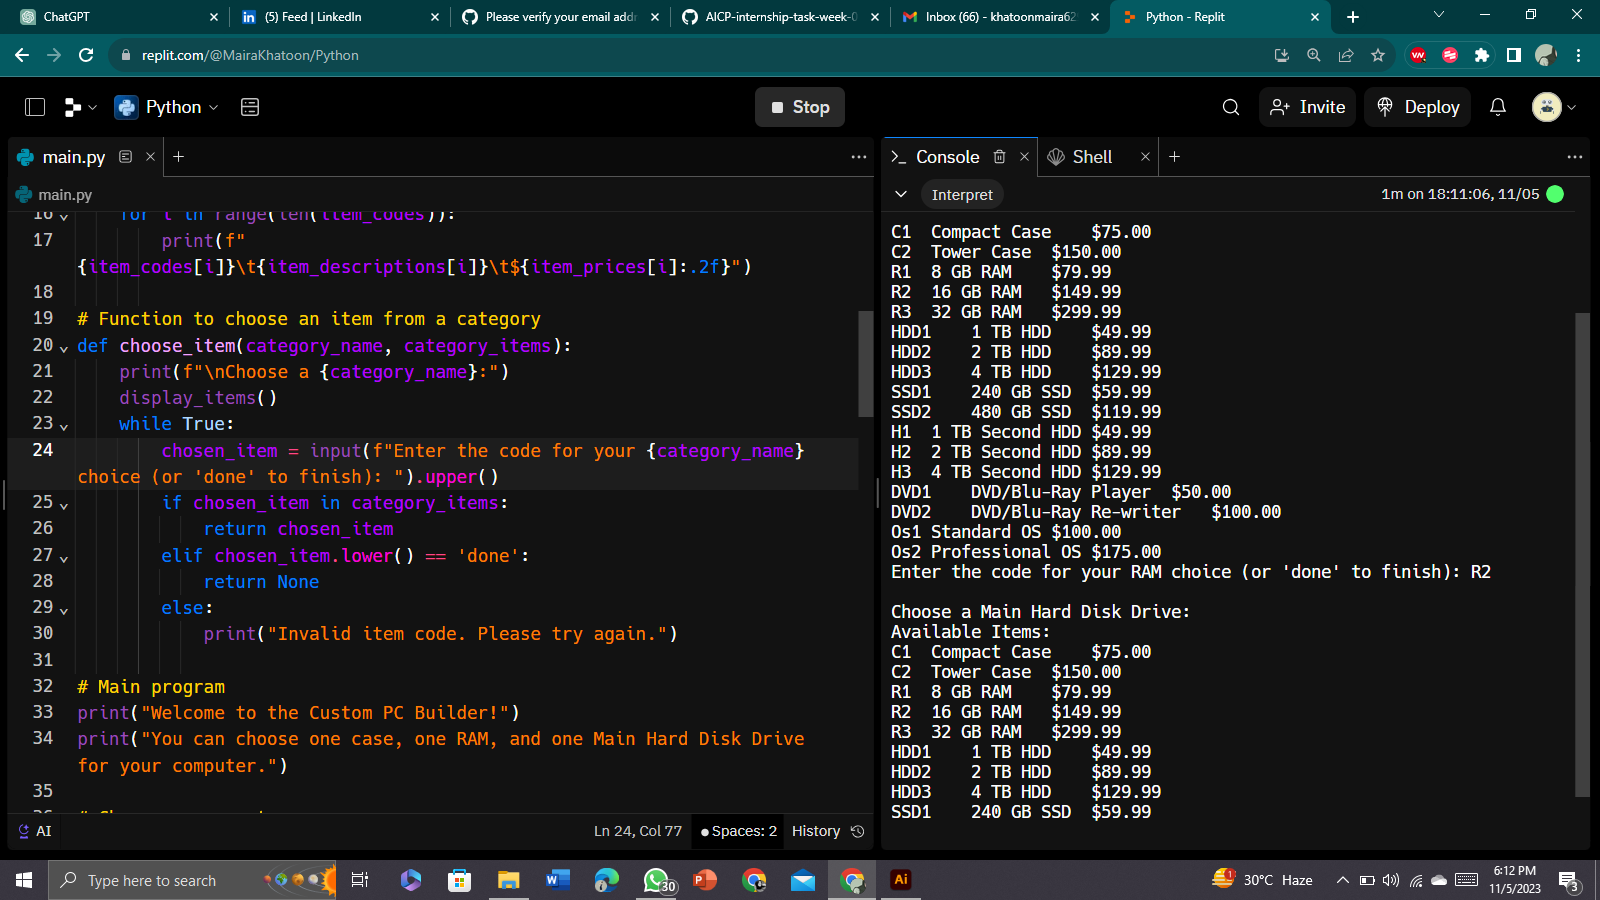 ChatGPT
(5) Feed | LinkedIn
Please verify your email addr
AICP-internship-task-week-0
Inbox (66) - khatoonmaira62
Python - Replit
replit.com/@MairaKhatoon/Python
Python
Stop
Invite
Deploy
main.py
Console
Shell
main.py
Interpret
1m on 18:11:06, 11/05
16 for i in range(len(item_codes)):
17 print(f"
{item_codes[i]}\t{item_descriptions[i]}\t${item_prices[i]:.2f}")
18
19 # Function to choose an item from a category
20 def choose_item(category_name, category_items):
21 print(f"\nChoose a {category_name}:")
22 display_items()
23 while True:
24 chosen_item = input(f"Enter the code for your {category_name}
choice (or 'done' to finish): ").upper()
25 if chosen_item in category_items:
26 return chosen_item
27 elif chosen_item.lower() == 'done':
28 return None
29 else:
30 print("Invalid item code. Please try again.")
31
32 # Main program
33 print("Welcome to the Custom PC Builder!")
34 print("You can choose one case, one RAM, and one Main Hard Disk Drive
for your computer.")
35
AI
Ln 24, Col 77
Spaces: 2
History
C1 Compact Case $75.00
C2 Tower Case $150.00
R1 8 GB RAM $79.99
R2 16 GB RAM $149.99
R3 32 GB RAM $299.99
HDD1 1 TB HDD $49.99
HDD2 2 TB HDD $89.99
HDD3 4 TB HDD $129.99
SSD1 240 GB SSD $59.99
SSD2 480 GB SSD $119.99
H1 1 TB Second HDD $49.99
H2 2 TB Second HDD $89.99
H3 4 TB Second HDD $129.99
DVD1 DVD/Blu-Ray Player $50.00
DVD2 DVD/Blu-Ray Re-writer $100.00
Os1 Standard OS $100.00
Os2 Professional OS $175.00
Enter the code for your RAM choice (or 'done' to finish): R2
Choose a Main Hard Disk Drive:
Available Items:
C1 Compact Case $75.00
C2 Tower Case $150.00
R1 8 GB RAM $79.99
R2 16 GB RAM $149.99
R3 32 GB RAM $299.99
HDD1 1 TB HDD $49.99
HDD2 2 TB HDD $89.99
HDD3 4 TB HDD $129.99
SSD1 240 GB SSD $59.99
Type here to search
30
Ai
1
30°C Haze
6:12 PM
11/5/2023
3